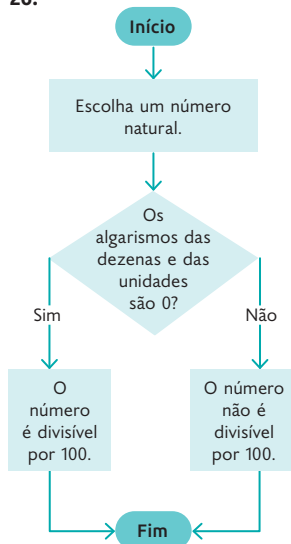 Início
Escolha um número
natural.
Os
algarismos das
dezenas e das
unidades
são 0?
Sim
Não
O
número
é divisível
por 100.
O número
não é
divisível
por 100.
Fim